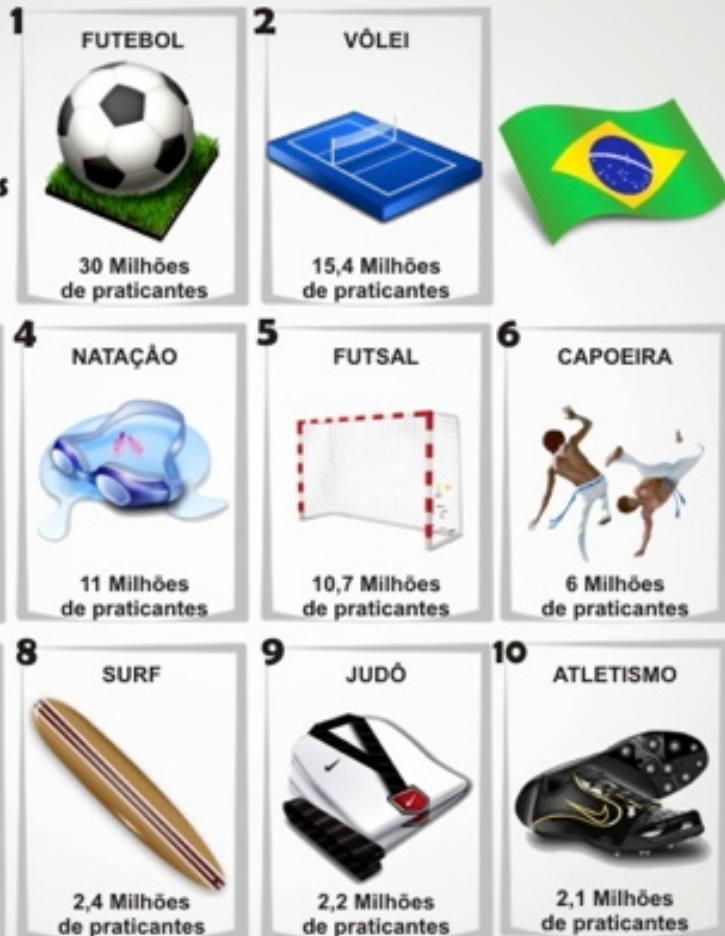 1
FUTEBOL
30 Milhões
de praticantes
2
VÔLEI
15,4 Milhões
de praticantes
4
NATAÇÃO
11 Milhões
de praticantes
5
FUTSAL
10,7 Milhões
de praticantes
6
CAPOEIRA
6 Milhões
de praticantes
8
SURF
2,4 Milhões
de praticantes
9
JUDÔ
2,2 Milhões
de praticantes
10
ATLETISMO
2,1 Milhões
de praticantes